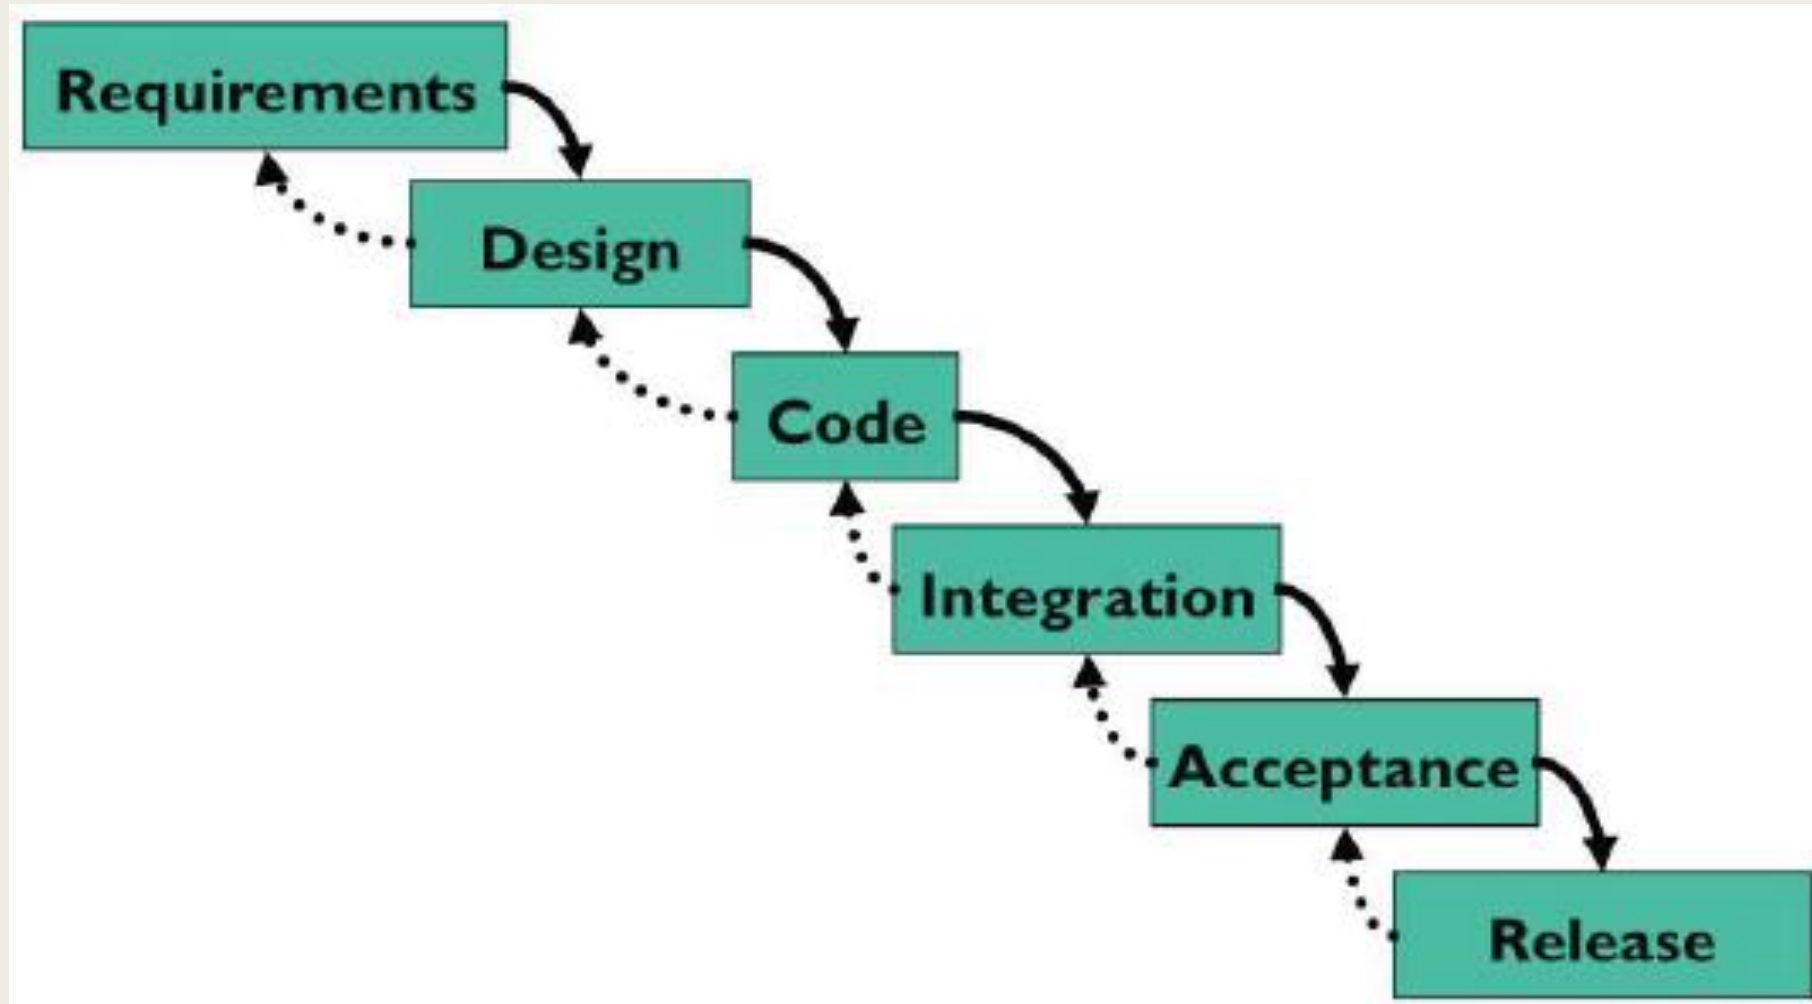 Requirements
Design
Code
Integration
Acceptance
Release